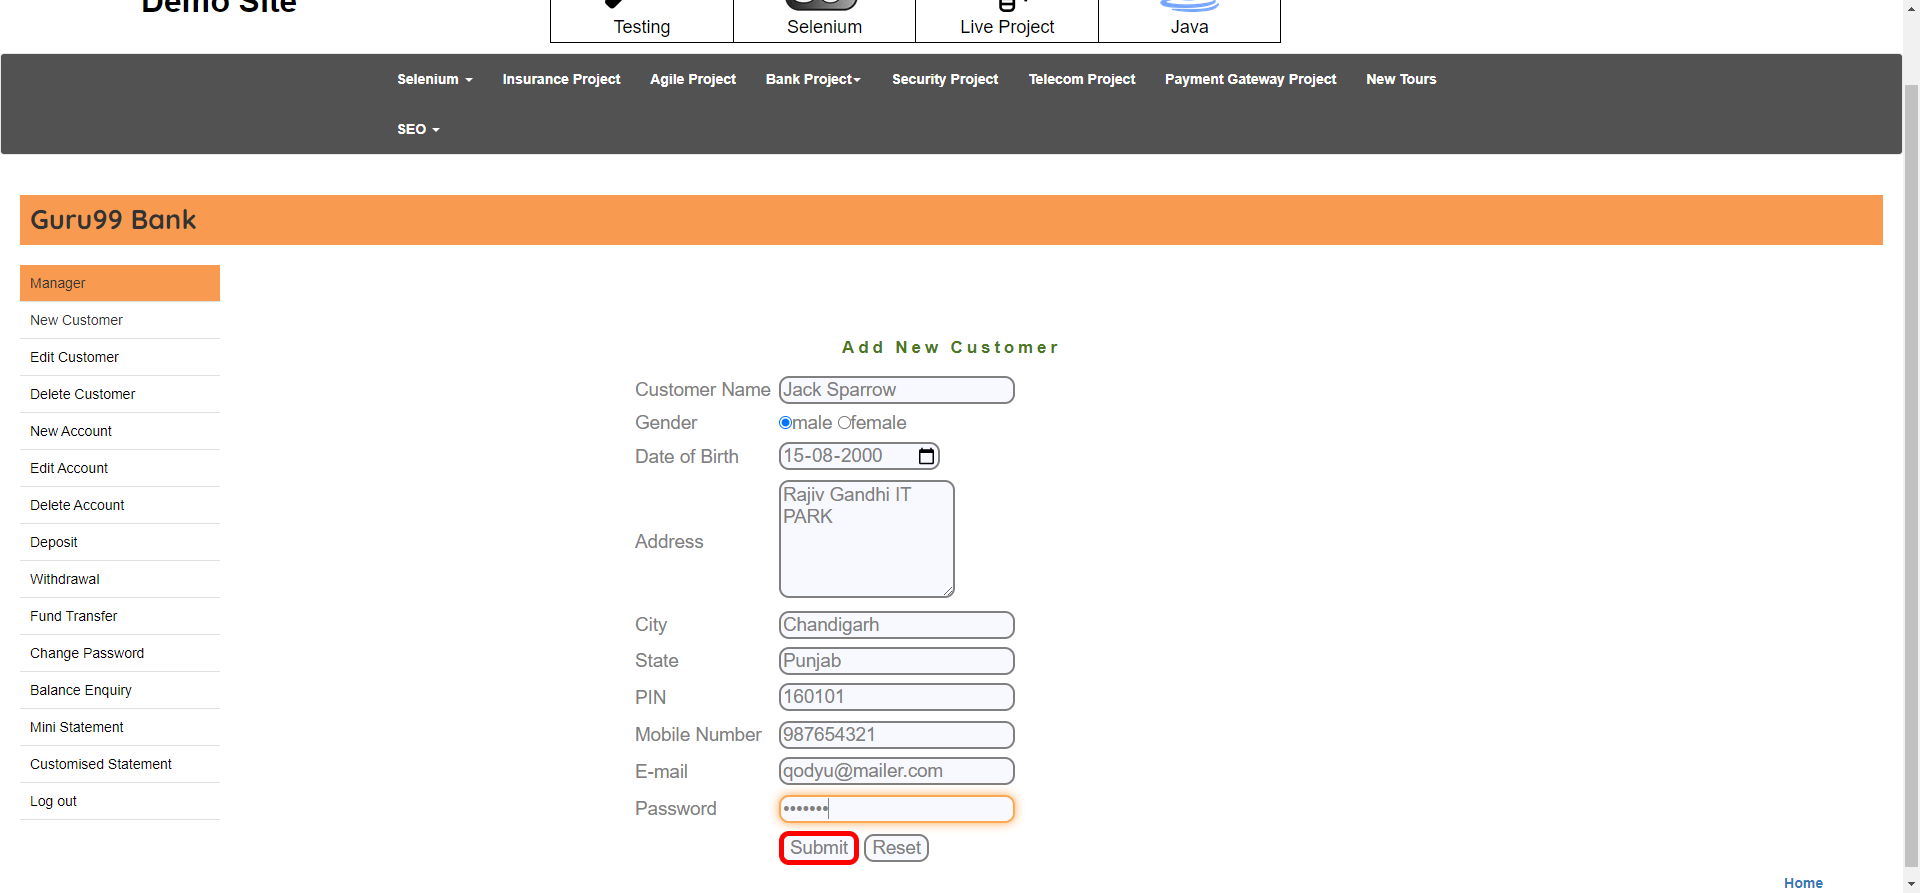 Demo Site
Testing
Selenium
Live Project
Java
Selenium
Insurance Project
Agile Project
Bank Project
Security Project
Telecom Project
Payment Gateway Project
New Tours
SEO
Guru99 Bank
Manager
New Customer
Edit Customer
Delete Customer
New Account
Edit Account
Delete Account
Deposit
Withdrawal
Fund Transfer
Change Password
Balance Enquiry
Mini Statement
Customised Statement
Log out
Add New Customer
Customer Name Jack Sparrow
Gender male female
Date of Birth 15-08-2000
Address Rajiv Gandhi IT
PARK
City Chandigarh
State Punjab
PIN 160101
Mobile Number 987654321
E-mail qodyu@mailer.com
Password •••••••
Submit Reset
Home